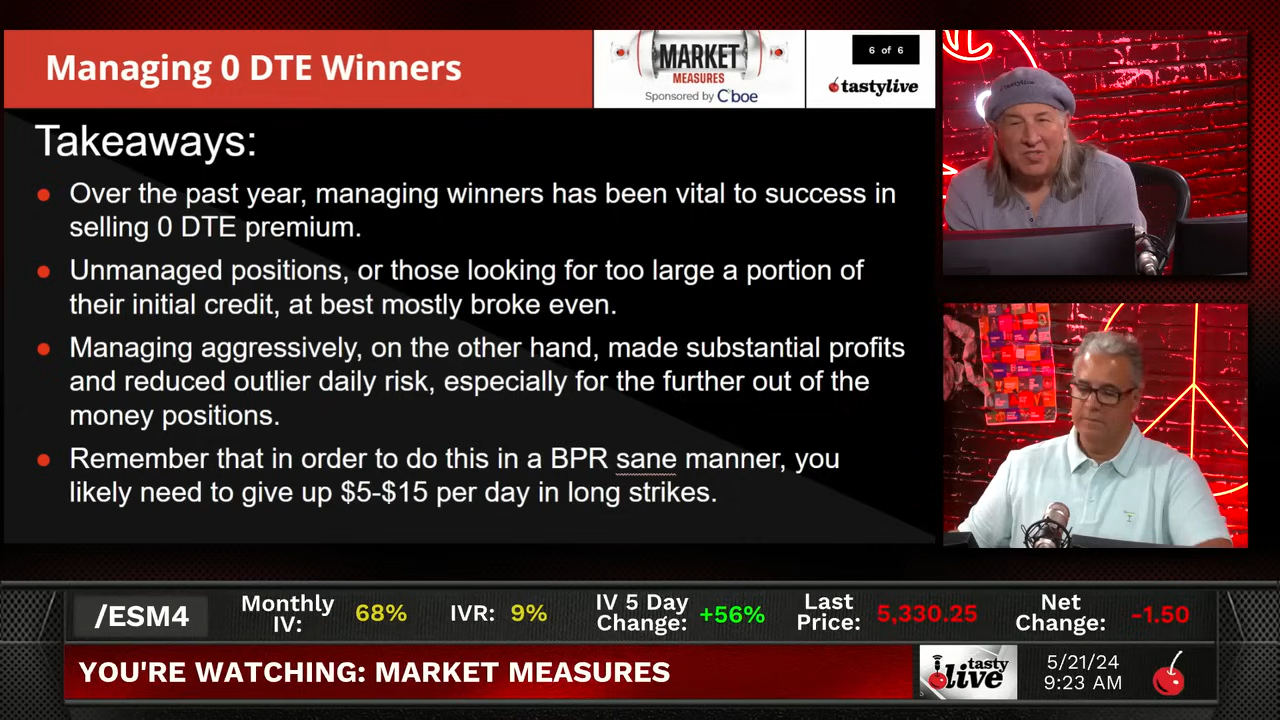 Managing 0 DTE Winners
MARKET
MEASURES
Sponsored by Cboe
6 of 6
tastylive
Takeaways:
Over the past year, managing winners has been vital to success in
selling 0 DTE premium.
Unmanaged positions, or those looking for too large a portion of
their initial credit, at best mostly broke even.
Managing aggressively, on the other hand, made substantial profits
and reduced outlier daily risk, especially for the further out of the
money positions.
Remember that in order to do this in a BPR sane manner, you
likely need to give up $5-$15 per day in long strikes.
/ESM4
Monthly
IV:
68%
IVR:
9%
IV 5 Day
Change:
+56%
Last
Price:
5,330.25
Net
Change:
-1.50
YOU'RE WATCHING: MARKET MEASURES
tasty
live
5/21/24
9:23 AM